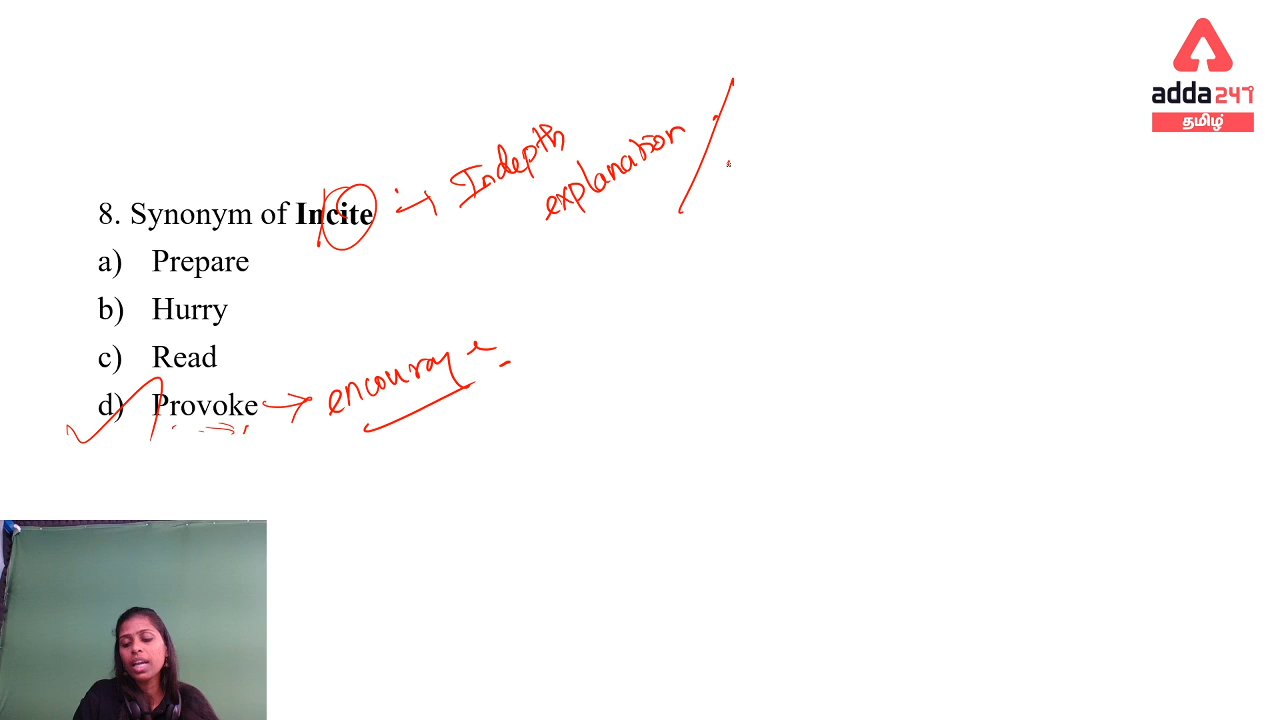 adda247
தமிழ்
Indepth
explanation
8. Synonym of Incite
a) Prepare
b) Hurry
c) Read
d) Provoke → encourage